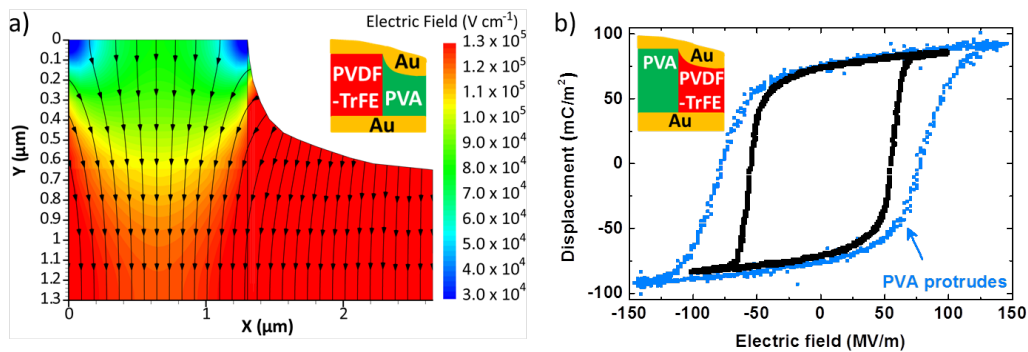 a)
Electric Field (V cm⁻¹)
0
0.1
0.2
0.3
0.4
0.5
0.6
0.7
0.8
0.9
1.0
1.1
1.2
1.3
Y (µm)
0
1
2
X (µm)
PVDF
-TrFE
Au
PVA
Au
1.3 x 10⁵
1.2 x 10⁵
1.1 x 10⁵
1.0 x 10⁵
9.0 x 10⁴
8.0 x 10⁴
7.0 x 10⁴
6.0 x 10⁴
5.0 x 10⁴
4.0 x 10⁴
3.0 x 10⁴
b)
Displacement (mC/m²)
100
50
0
-50
-100
PVA
Au
PVDF
-TrFE
Au
PVA protrudes
-150
-100
-50
0
50
100
150
Electric field (MV/m)